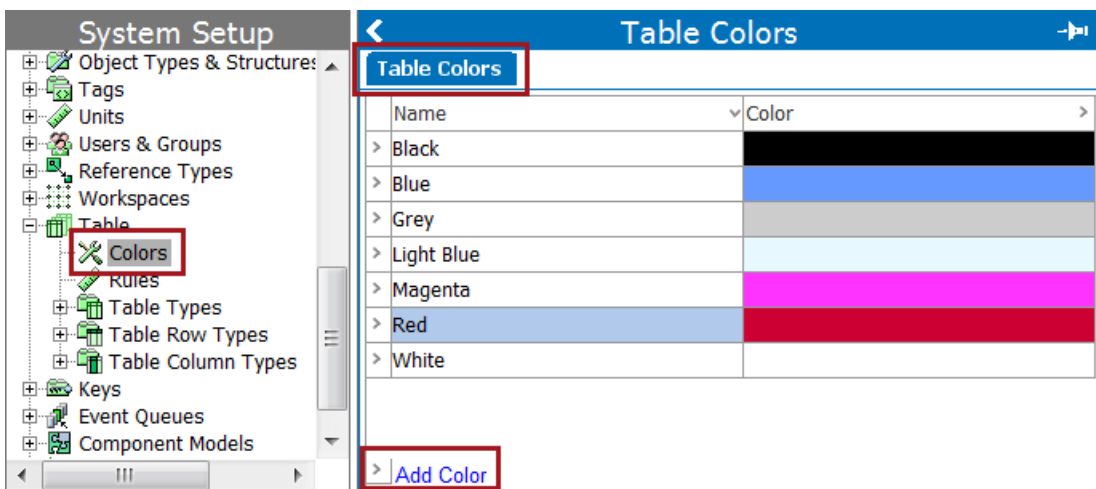 System Setup
Object Types & Structures
Tags
Units
Users & Groups
Reference Types
Workspaces
Table
Colors
Rules
Table Types
Table Row Types
Table Column Types
Keys
Event Queues
Component Models
Table Colors
Table Colors
Name Color
Black
Blue
Grey
Light Blue
Magenta
Red
White
Add Color